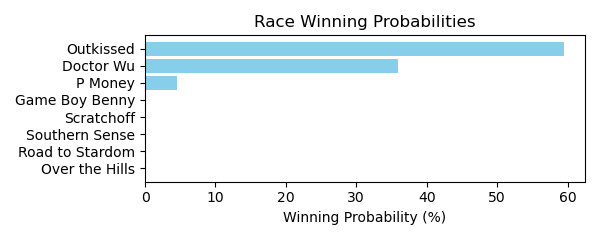 Race Winning Probabilities
Outkissed
Doctor Wu
P Money
Game Boy Benny
Scratchoff
Southern Sense
Road to Stardom
Over the Hills
0 10 20 30 40 50 60
Winning Probability (%)